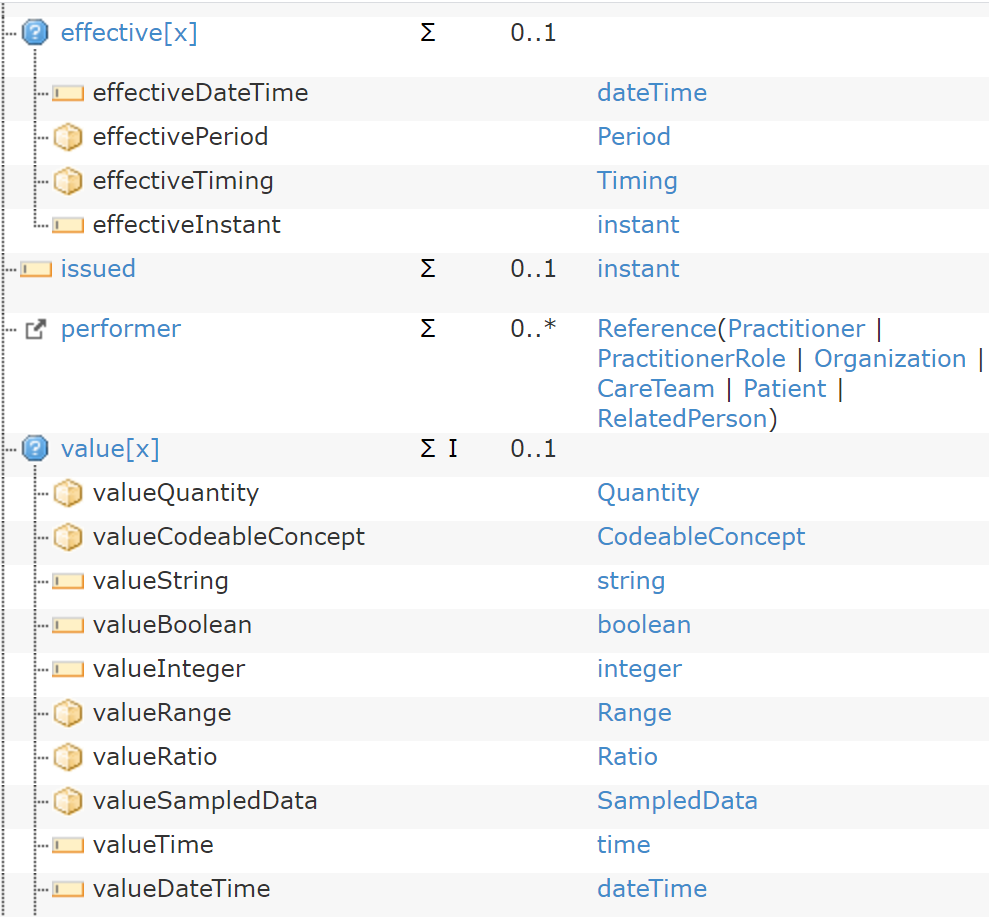 effective[x] Σ 0..1
effectiveDateTime dateTime
effectivePeriod Period
effectiveTiming Timing
effectiveInstant instant
issued Σ 0..1 instant
performer Σ 0..* Reference(Practitioner |
PractitionerRole | Organization |
CareTeam | Patient |
RelatedPerson)
value[x] Σ I 0..1
valueQuantity Quantity
valueCodeableConcept CodeableConcept
valueString string
valueBoolean boolean
valueInteger integer
valueRange Range
valueRatio Ratio
valueSampledData SampledData
valueTime time
valueDateTime dateTime